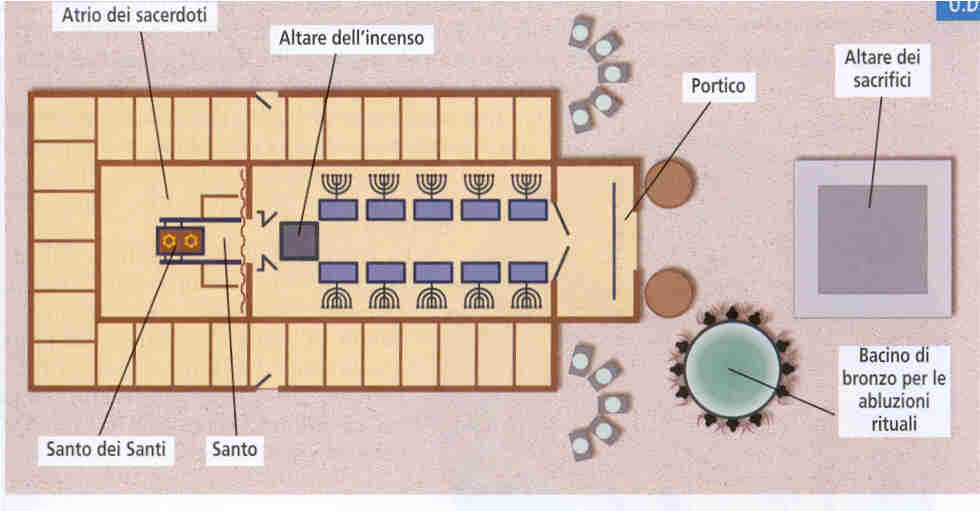 U.D
Atrio dei sacerdoti
Altare dell'incenso
Portico
Altare dei
sacrifici
Santo dei Santi
Santo
Bacino di
bronzo per le
abluzioni
rituali